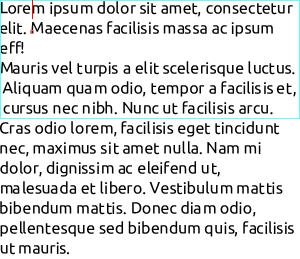 Lorem ipsum dolor sit amet, consectetur
elit. Maecenas facilisis massa ac ipsum
eff!
Mauris vel turpis a elit scelerisque luctus.
Aliquam quam odio, tempor a facilisis et,
cursus nec nibh. Nunc ut facilisis arcu.
Cras odio lorem, facilisis eget tincidunt
nec, maximus sit amet nulla. Nam mi
dolor, dignissim ac eleifend ut,
malesuada et libero. Vestibulum mattis
bibendum mattis. Donec diam odio,
pellentesque sed bibendum quis, facilisis
ut mauris.